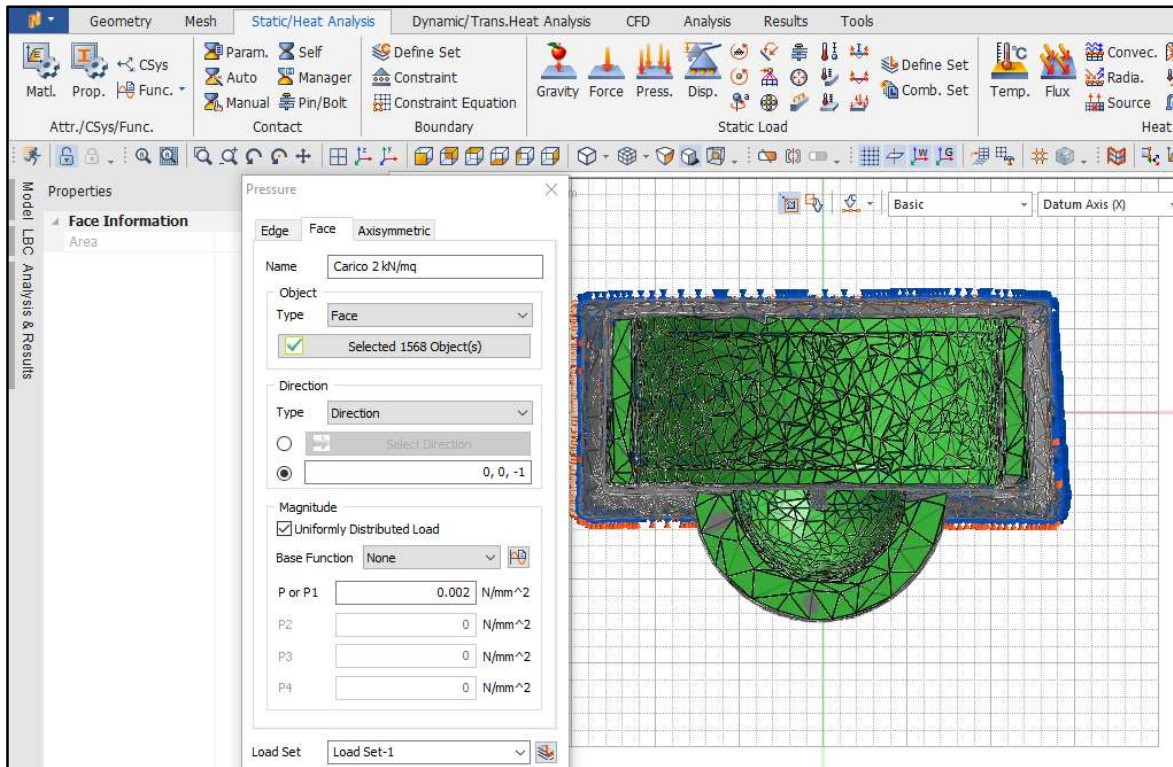 Geometry Mesh Static/Heat Analysis Dynamic/Trans.Heat Analysis CFD Analysis Results Tools
Matl. Prop. CSys Func.
Attr./CSys/Func.
Param. Self
Auto Manager
Manual Pin/Bolt
Contact
Define Set
Constraint
Constraint Equation
Boundary
Gravity Force Press. Disp.
Define Set
Comb. Set
Static Load
Temp. Flux
Convec.
Radia.
Source
Heat
Model
LBC
Analysis & Results
Properties
Face Information
Area
Pressure
Edge Face Axisymmetric
Name Carico 2 kN/mq
Object
Type Face
Selected 1568 Object(s)
Direction
Type Direction
Select Direction
0, 0, -1
Magnitude
Uniformly Distributed Load
Base Function None
P or P1 0.002 N/mm^2
P2 0 N/mm^2
P3 0 N/mm^2
P4 0 N/mm^2
Load Set Load Set-1
Basic Datum Axis (X)